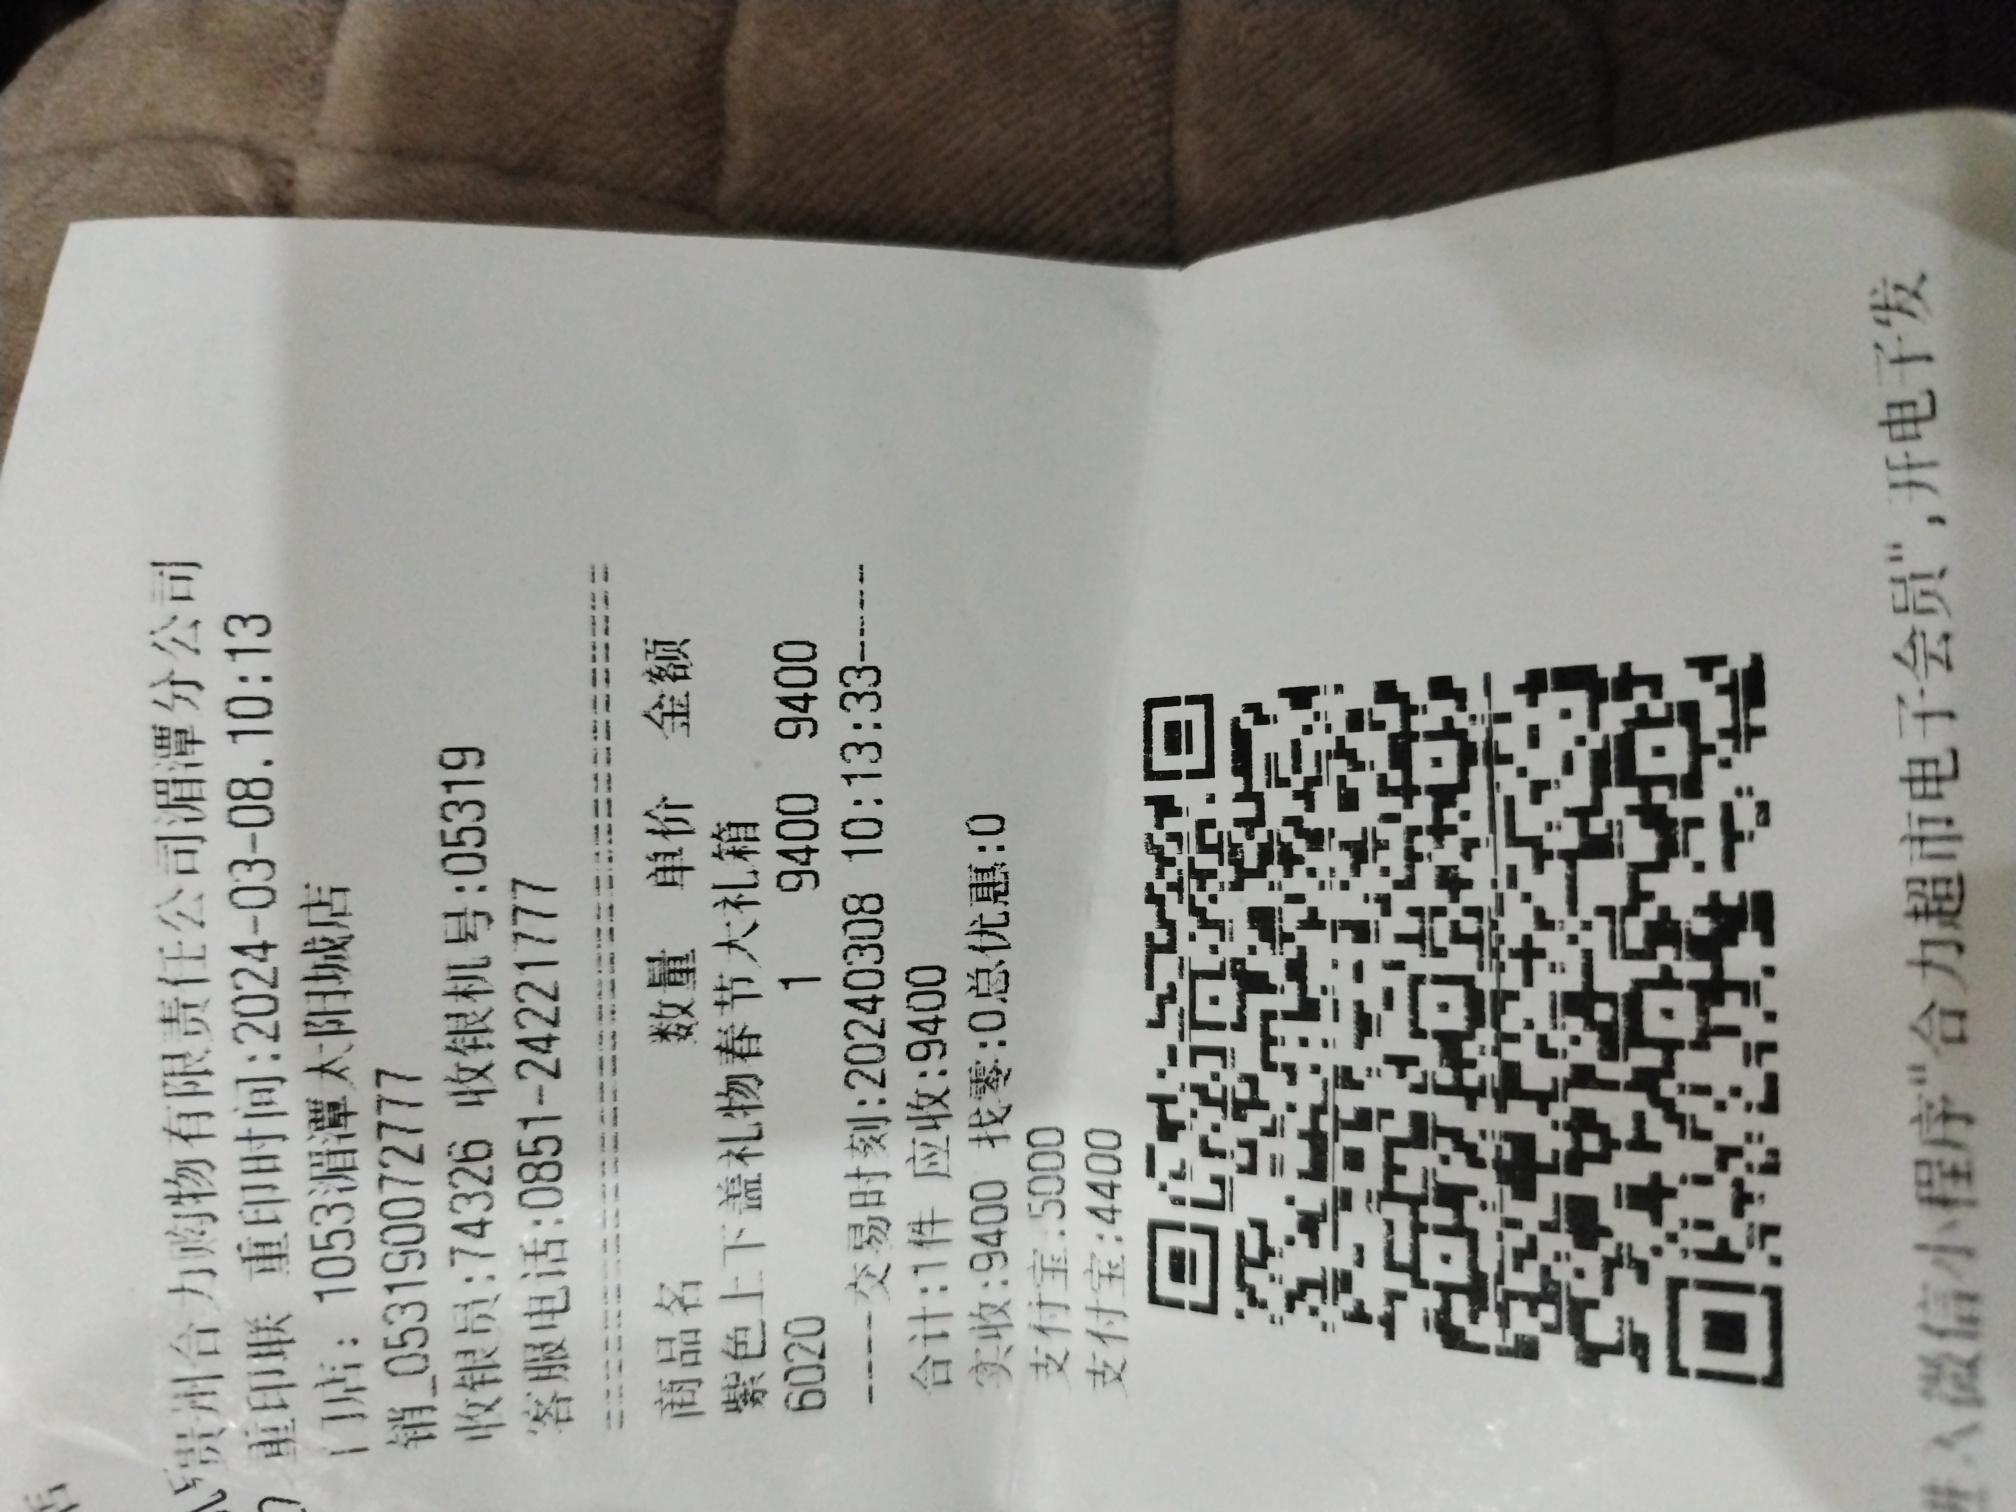 贵州合力购物有限责任公司湄潭分公司
重印联 重印时间:2024-03-08.10:13
门店: 1053湄潭太阳城店
销_0531900727​77
收银员:74326 收银机号:05319
客服电话:0851-24221777
========================================
商品名 数量 单价 金额
紫色上下盖礼物春节大礼箱
6020 1 9400 9400
----交易时刻:20240308 10:13:33-----
合计:1件 应收:9400
实收:9400 找零:0总优惠:0
支付宝:5000
支付宝:4400
进入微信小程序"合力超市电子会员",开电子发